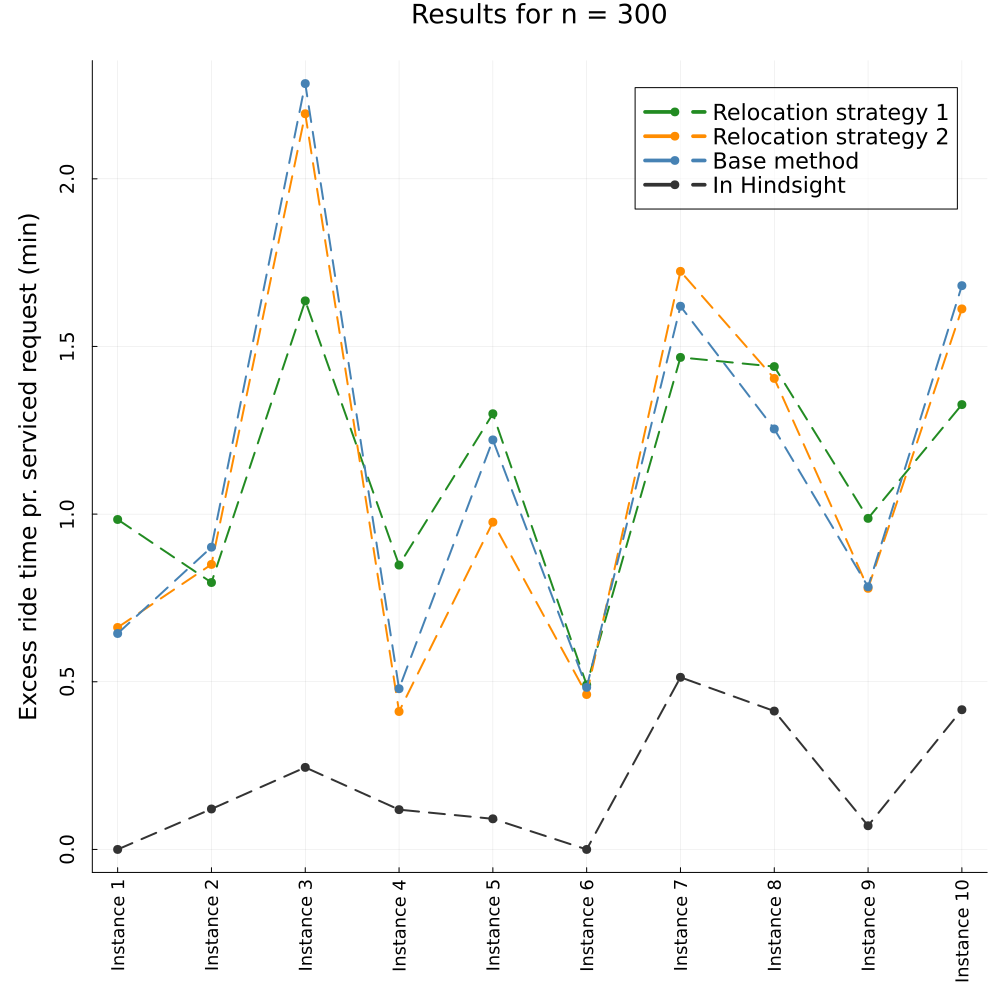 Results for n = 300
Relocation strategy 1
Relocation strategy 2
Base method
In Hindsight
Excess ride time pr. serviced request (min)
2.0
1.5
1.0
0.5
0.0
Instance 1
Instance 2
Instance 3
Instance 4
Instance 5
Instance 6
Instance 7
Instance 8
Instance 9
Instance 10